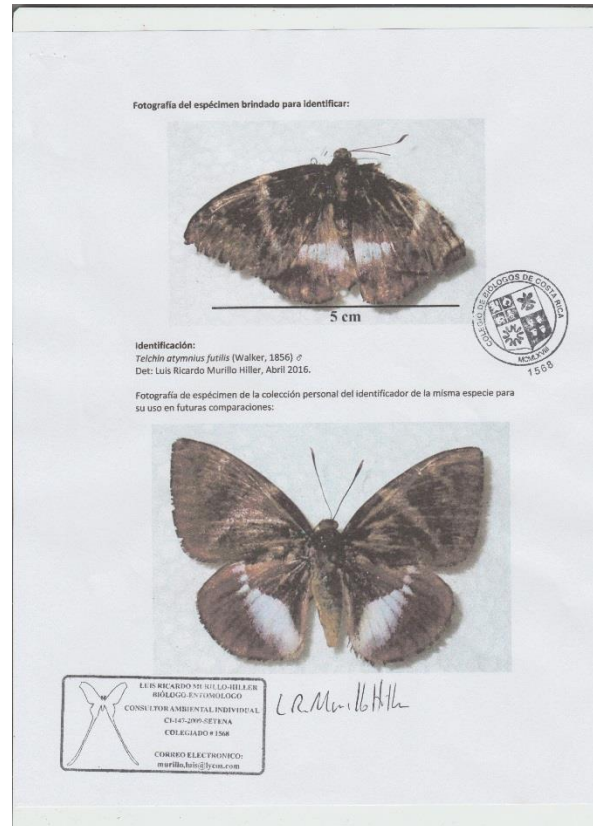 Fotografía del espécimen brindado para identificar:
5 cm
COLEGIO DE BIÓLOGOS DE COSTA RICA
MCMLXVIII
1568
Identificación:
Telchin atymnius futilis (Walker, 1856) ♂
Det: Luis Ricardo Murillo Hiller, Abril 2016.
Fotografía de espécimen de la colección personal del identificador de la misma especie para
su uso en futuras comparaciones:
LUIS RICARDO MURILLO-HILLER
BIÓLOGO-ENTOMOLOGO
CONSULTOR AMBIENTAL INDIVIDUAL
CI-147-2009-SETENA
COLEGIADO # 1568
CORREO ELECTRONICO:
murillo.luis@lycos.com
L.R. Murillo Hiller